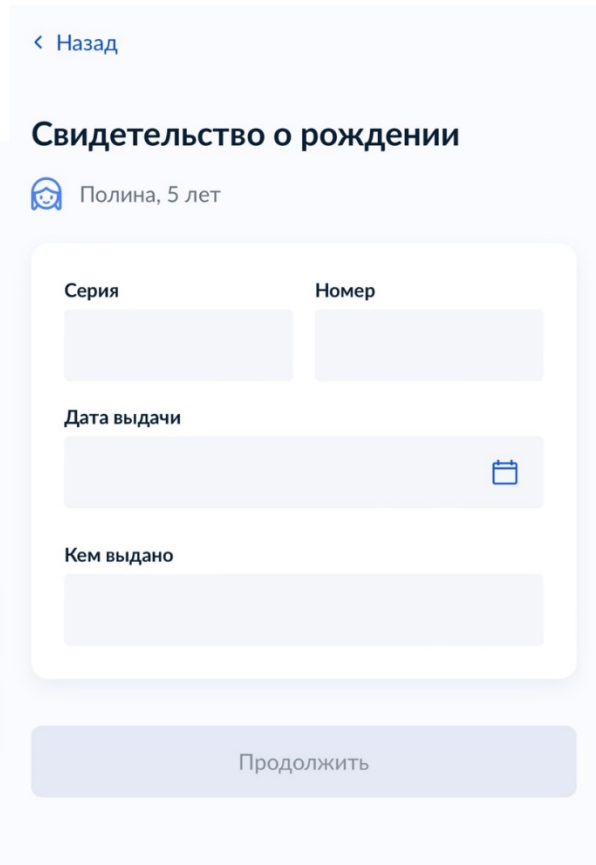 Назад
Свидетельство о рождении
Полина, 5 лет
Серия Номер
Дата выдачи
Кем выдано
Продолжить